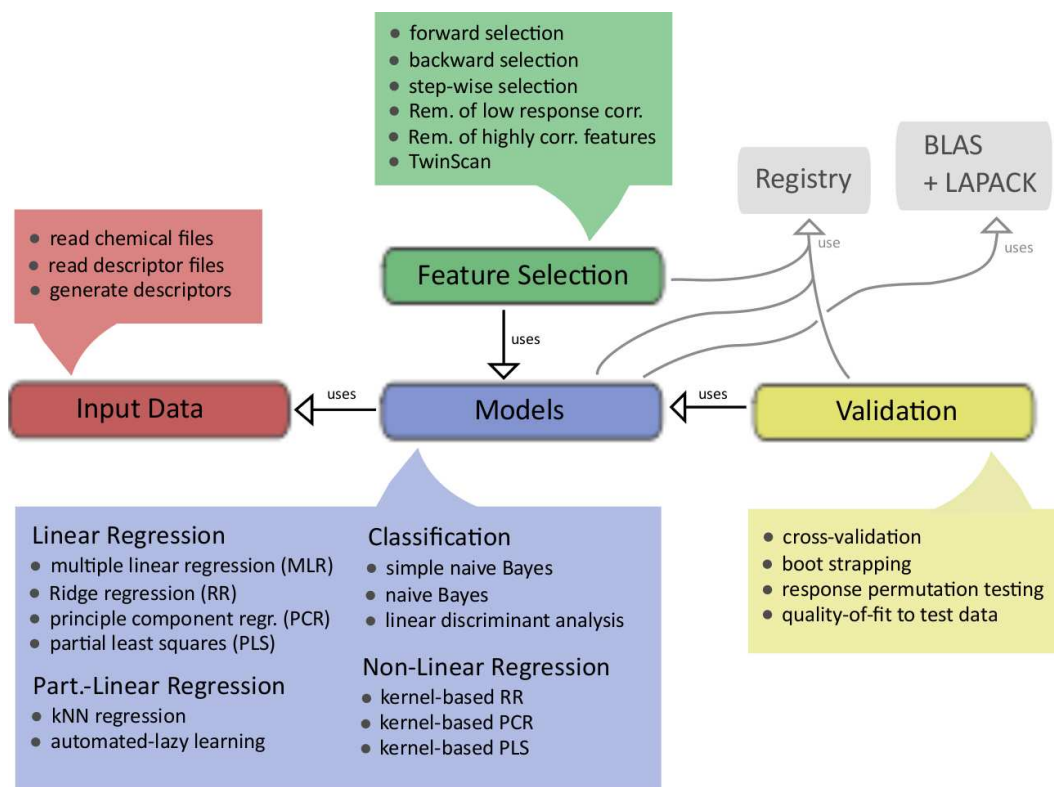 ● forward selection
● backward selection
● step-wise selection
● Rem. of low response corr.
● Rem. of highly corr. features
● TwinScan
Registry
BLAS
+ LAPACK
use
uses
● read chemical files
● read descriptor files
● generate descriptors
Feature Selection
uses
Input Data
uses
Models
uses
Validation
Linear Regression
● multiple linear regression (MLR)
● Ridge regression (RR)
● principle component regr. (PCR)
● partial least squares (PLS)
Part.-Linear Regression
● kNN regression
● automated-lazy learning
Classification
● simple naive Bayes
● naive Bayes
● linear discriminant analysis
Non-Linear Regression
● kernel-based RR
● kernel-based PCR
● kernel-based PLS
● cross-validation
● boot strapping
● response permutation testing
● quality-of-fit to test data